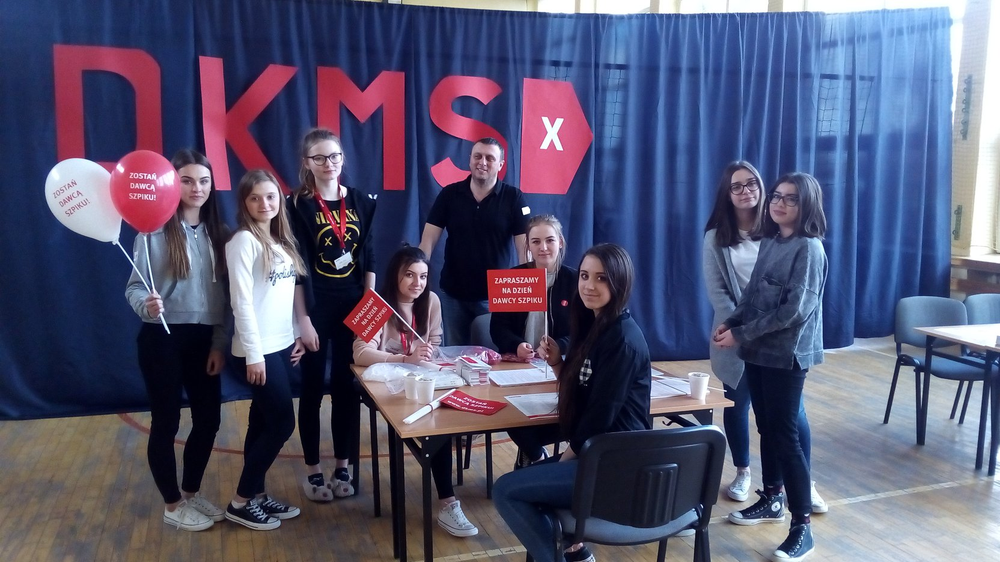 DKMS
X
ZOSTAŃ
DAWCĄ
SZPIKU!
ZOSTAŃ
DAWCĄ
SZPIKU!
NIRVANA
#polishgirl
ZAPRASZAMY
NA DZIEŃ
DAWCY SZPIKU
ZAPRASZAMY
NA DZIEŃ
DAWCY SZPIKU
ZOSTAŃ
DAWCĄ SZPIKU!
www.dkms.pl